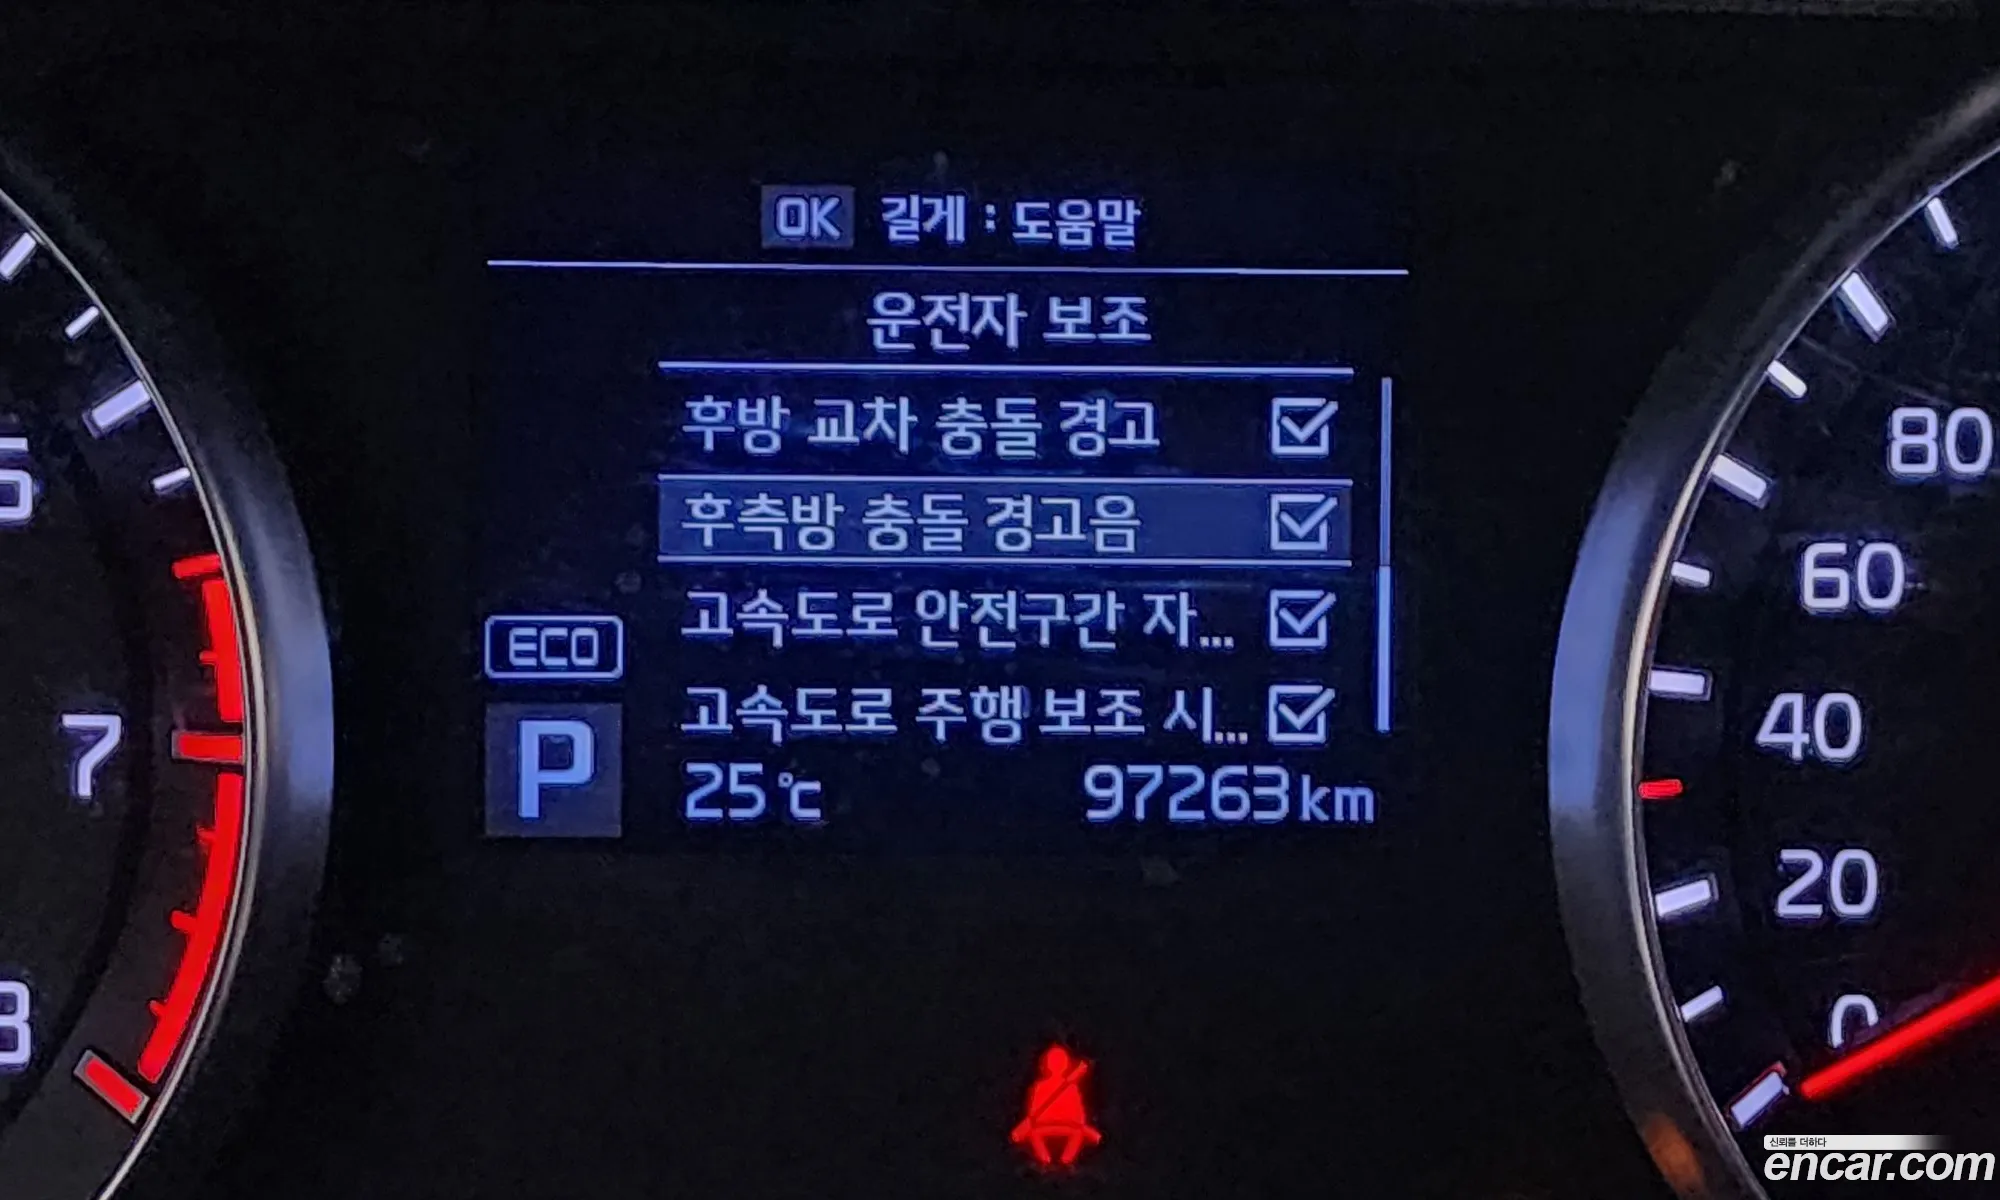 OK 길게 : 도움말
운전자 보조
후방 교차 충돌 경고
후측방 충돌 경고음
고속도로 안전구간 자...
고속도로 주행 보조 시...
ECO
P
25℃
97263km
7
80
60
40
20
0
신뢰를 더하다
encar.com